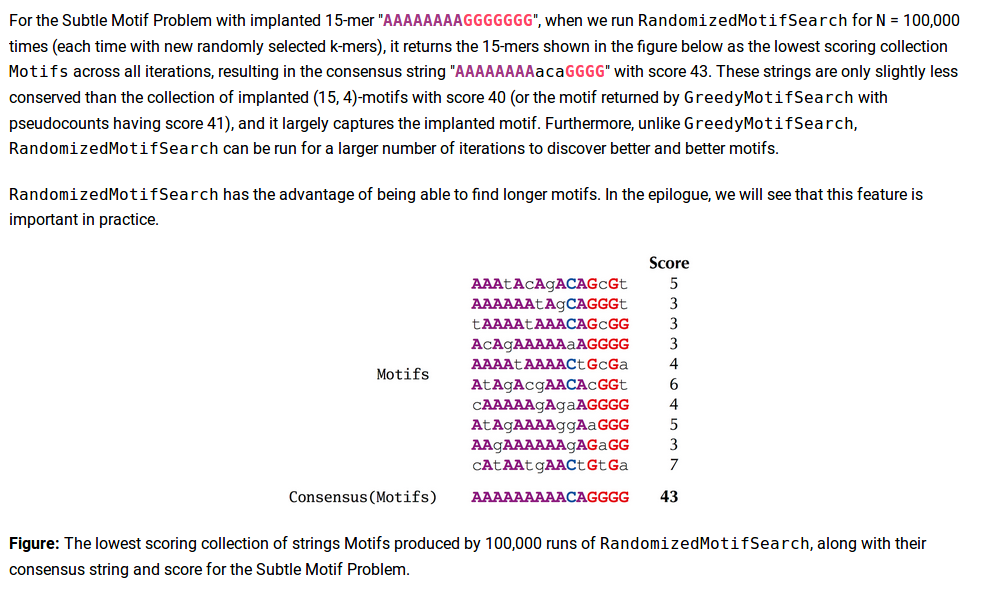 For the Subtle Motif Problem with implanted 15-mer "AAAAAAAAGGGGGGG", when we run RandomizedMotifSearch for N = 100,000
times (each time with new randomly selected k-mers), it returns the 15-mers shown in the figure below as the lowest scoring collection
Motifs across all iterations, resulting in the consensus string "AAAAAAAAacaGGGG" with score 43. These strings are only slightly less
conserved than the collection of implanted (15, 4)-motifs with score 40 (or the motif returned by GreedyMotifSearch with
pseudocounts having score 41), and it largely captures the implanted motif. Furthermore, unlike GreedyMotifSearch,
RandomizedMotifSearch can be run for a larger number of iterations to discover better and better motifs.
RandomizedMotifSearch has the advantage of being able to find longer motifs. In the epilogue, we will see that this feature is
important in practice.
Score
AAAtAcAgACAGcGt 5
AAAAAAtAgCAGGGt 3
tAAAAtAAACAGcGG 3
AcAgAAAAAaAGGGG 3
AAAAtAAAACtGcGa 4
Motifs
AtAgAcgAACAcGGt 6
cAAAAAgAgaAGGGG 4
AtAgAAAAggAaGGG 5
AAgAAAAAAgAGaGG 3
cAtAAtgAACtGtGa 7
Consensus(Motifs) AAAAAAAAACAGGGG 43
Figure: The lowest scoring collection of strings Motifs produced by 100,000 runs of RandomizedMotifSearch, along with their
consensus string and score for the Subtle Motif Problem.